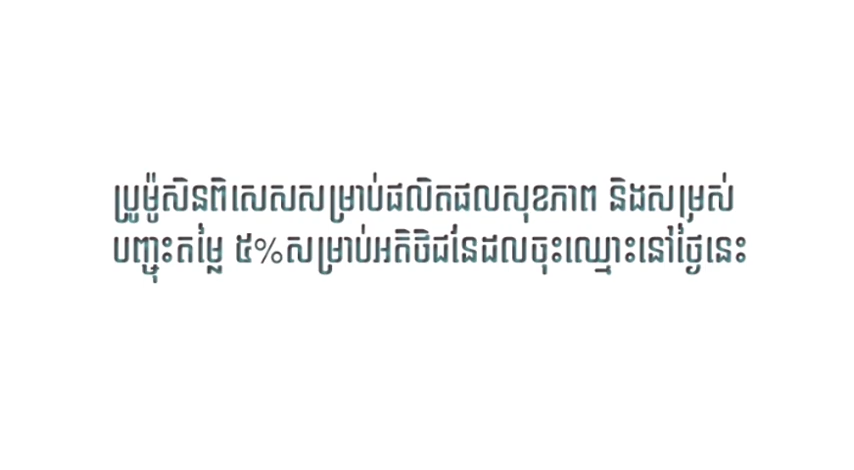 ប្រូម៉ូសិនពិសេសសម្រាប់ផលិតផលសុខភាព និងសម្រស់
បញ្ចុះតម្លៃ ៥%សម្រាប់អតិថិជនដែលចុះឈ្មោះនៅថ្ងៃនេះ